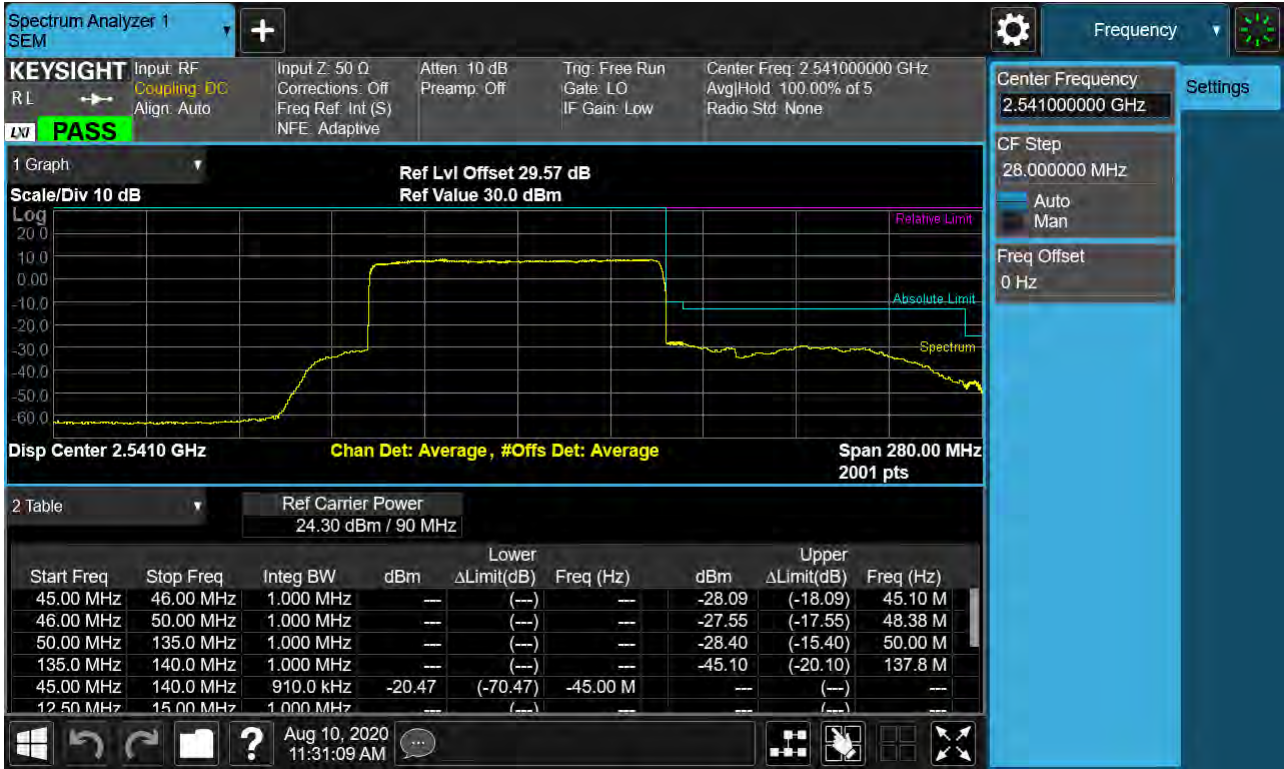 Spectrum Analyzer 1
SEM
Frequency
KEYSIGHT
Input: RF
Coupling: DC
Align: Auto
Input Z: 50 Ω
Corrections: Off
Freq Ref: Int (S)
NFE: Adaptive
Atten: 10 dB
Preamp: Off
Trig: Free Run
Gate: LO
IF Gain: Low
Center Freq: 2.541000000 GHz
Avg|Hold: 100.00% of 5
Radio Std: None
R L
LXI PASS
Center Frequency
2.541000000 GHz
Settings
CF Step
28.000000 MHz
Auto
Man
Freq Offset
0 Hz
1 Graph
Scale/Div 10 dB
Ref Lvl Offset 29.57 dB
Ref Value 30.0 dBm
Log
20.0
10.0
0.00
-10.0
-20.0
-30.0
-40.0
-50.0
-60.0
Relative Limit
Absolute Limit
Spectrum
Disp Center 2.5410 GHz
Chan Det: Average, #Offs Det: Average
Span 280.00 MHz
2001 pts
2 Table
Ref Carrier Power
24.30 dBm / 90 MHz
Lower Upper
Start Freq Stop Freq Integ BW dBm ΔLimit(dB) Freq (Hz) dBm ΔLimit(dB) Freq (Hz)
45.00 MHz 46.00 MHz 1.000 MHz --- (---) --- -28.09 (-18.09) 45.10 M
46.00 MHz 50.00 MHz 1.000 MHz --- (---) --- -27.55 (-17.55) 48.38 M
50.00 MHz 135.0 MHz 1.000 MHz --- (---) --- -28.40 (-15.40) 50.00 M
135.0 MHz 140.0 MHz 1.000 MHz --- (---) --- -45.10 (-20.10) 137.8 M
45.00 MHz 140.0 MHz 910.0 kHz -20.47 (-70.47) -45.00 M --- (---) ---
12.50 MHz 15.00 MHz 1.000 MHz --- (---) --- --- (---) ---
Aug 10, 2020
11:31:09 AM